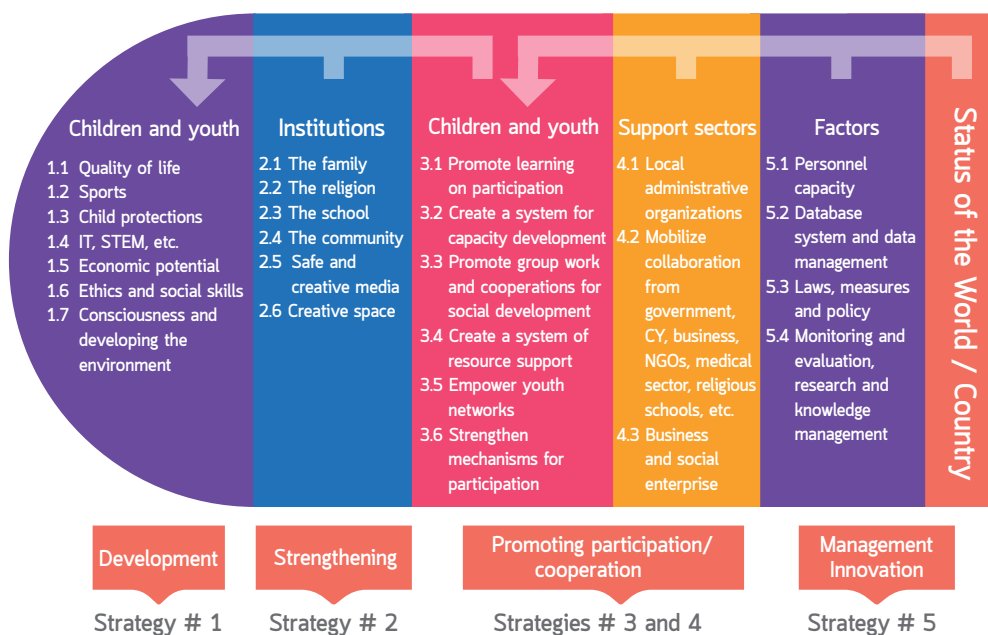 Children and youth
1.1 Quality of life
1.2 Sports
1.3 Child protections
1.4 IT, STEM, etc.
1.5 Economic potential
1.6 Ethics and social skills
1.7 Consciousness and
developing the
environment
Institutions
2.1 The family
2.2 The religion
2.3 The school
2.4 The community
2.5 Safe and
creative media
2.6 Creative space
Children and youth
3.1 Promote learning
on participation
3.2 Create a system for
capacity development
3.3 Promote group work
and cooperations for
social development
3.4 Create a system of
resource support
3.5 Empower youth
networks
3.6 Strengthen
mechanisms for
participation
Support sectors
4.1 Local
administrative
organizations
4.2 Mobilize
collaboration
from
government,
CY, business,
NGOs, medical
sector, religious
schools, etc.
4.3 Business
and social
enterprise
Factors
5.1 Personnel
capacity
5.2 Database
system and data
management
5.3 Laws, measures
and policy
5.4 Monitoring and
evaluation,
research and
knowledge
management
Status of the World / Country
Development
Strategy # 1
Strengthening
Strategy # 2
Promoting participation/
cooperation
Strategies # 3 and 4
Management
Innovation
Strategy # 5